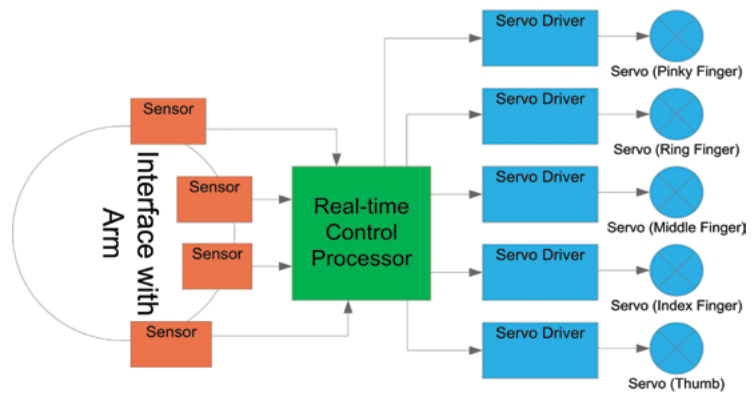 Sensor
Sensor
Sensor
Sensor
Interface with
Arm
Real-time
Control
Processor
Servo Driver
Servo (Pinky Finger)
Servo Driver
Servo (Ring Finger)
Servo Driver
Servo (Middle Finger)
Servo Driver
Servo (Index Finger)
Servo Driver
Servo (Thumb)